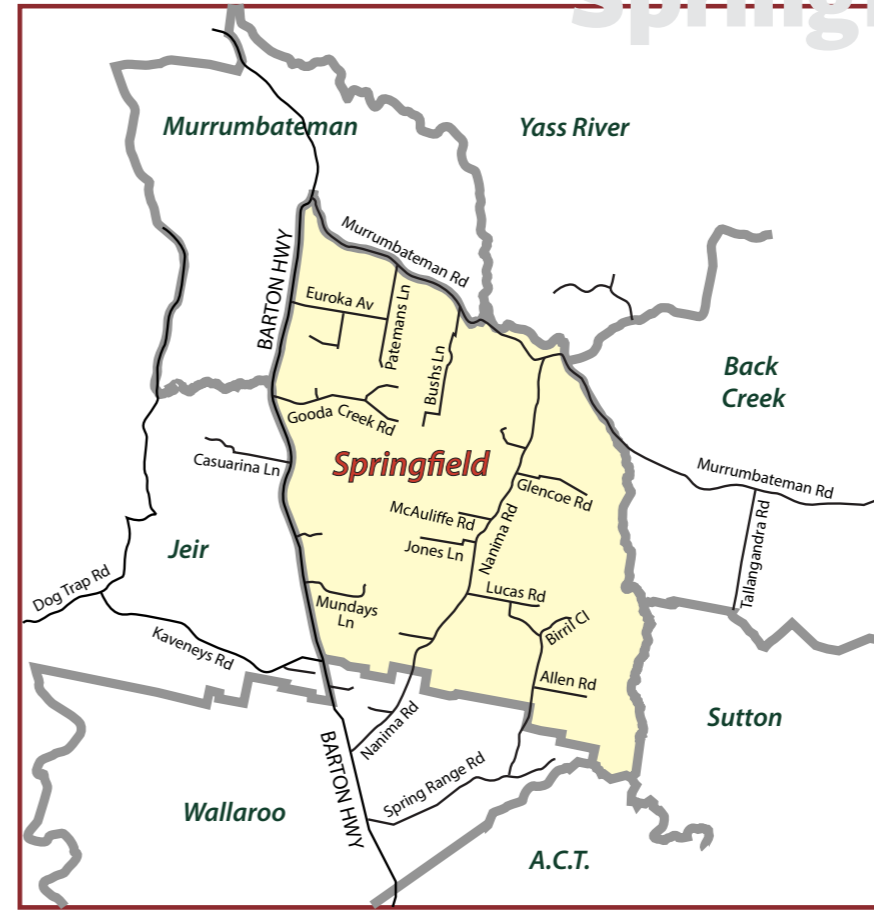 Murrumbateman
Yass River
Murrumbateman Rd
BARTON HWY
Euroka Av
Patemans Ln
Bushs Ln
Back
Creek
Gooda Creek Rd
Casuarina Ln
Springfield
Murrumbateman Rd
Glencoe Rd
McAuliffe Rd
Nanima Rd
Tallangandra Rd
Jones Ln
Jeir
Dog Trap Rd
Lucas Rd
Mundays
Ln
Birril Cl
Kaveneys Rd
Allen Rd
Nanima Rd
Sutton
BARTON HWY
Spring Range Rd
Wallaroo
A.C.T.